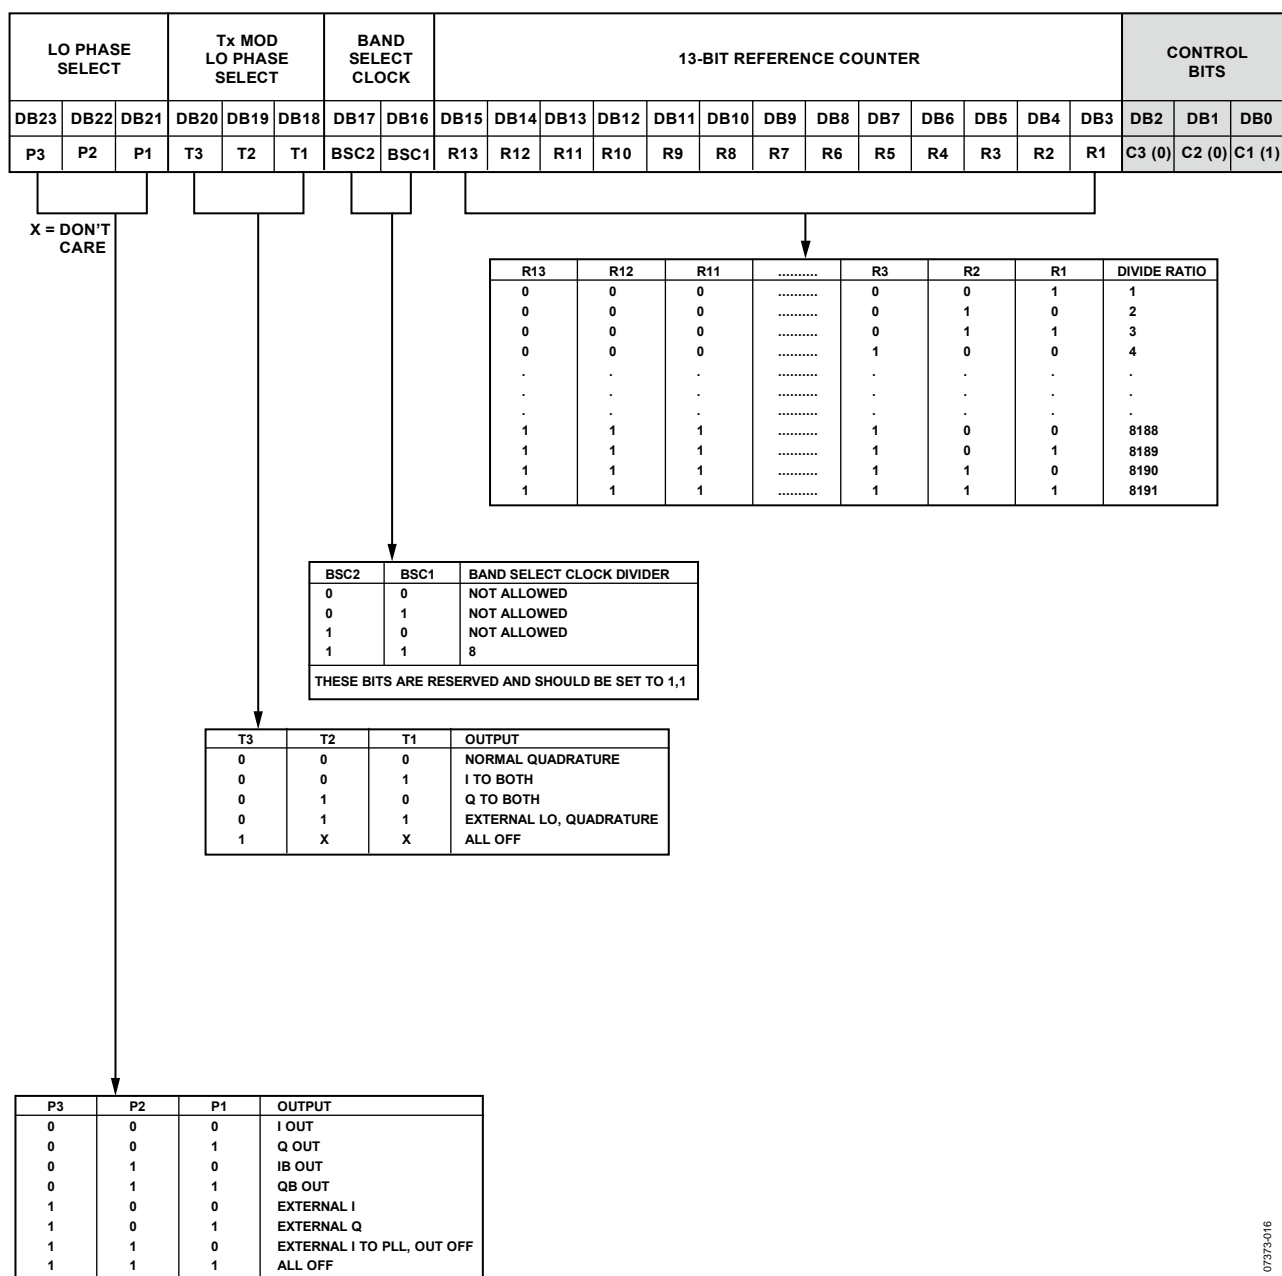 LO PHASE SELECT
Tx MOD LO PHASE SELECT
BAND SELECT CLOCK
13-BIT REFERENCE COUNTER
CONTROL BITS
DB23 DB22 DB21 DB20 DB19 DB18 DB17 DB16 DB15 DB14 DB13 DB12 DB11 DB10 DB9 DB8 DB7 DB6 DB5 DB4 DB3 DB2 DB1 DB0
P3 P2 P1 T3 T2 T1 BSC2 BSC1 R13 R12 R11 R10 R9 R8 R7 R6 R5 R4 R3 R2 R1 C3 (0) C2 (0) C1 (1)
X = DON'T
CARE
R13 R12 R11 .......... R3 R2 R1 DIVIDE RATIO
0 0 0 .......... 0 0 1 1
0 0 0 .......... 0 1 0 2
0 0 0 .......... 0 1 1 3
0 0 0 .......... 1 0 0 4
. . . .......... . . . .
. . . .......... . . . .
. . . .......... . . . .
1 1 1 .......... 1 0 0 8188
1 1 1 .......... 1 0 1 8189
1 1 1 .......... 1 1 0 8190
1 1 1 .......... 1 1 1 8191
BSC2 BSC1 BAND SELECT CLOCK DIVIDER
0 0 NOT ALLOWED
0 1 NOT ALLOWED
1 0 NOT ALLOWED
1 1 8
THESE BITS ARE RESERVED AND SHOULD BE SET TO 1,1
T3 T2 T1 OUTPUT
0 0 0 NORMAL QUADRATURE
0 0 1 I TO BOTH
0 1 0 Q TO BOTH
0 1 1 EXTERNAL LO, QUADRATURE
1 X X ALL OFF
P3 P2 P1 OUTPUT
0 0 0 I OUT
0 0 1 Q OUT
0 1 0 IB OUT
0 1 1 QB OUT
1 0 0 EXTERNAL I
1 0 1 EXTERNAL Q
1 1 0 EXTERNAL I TO PLL, OUT OFF
1 1 1 ALL OFF
07373-016